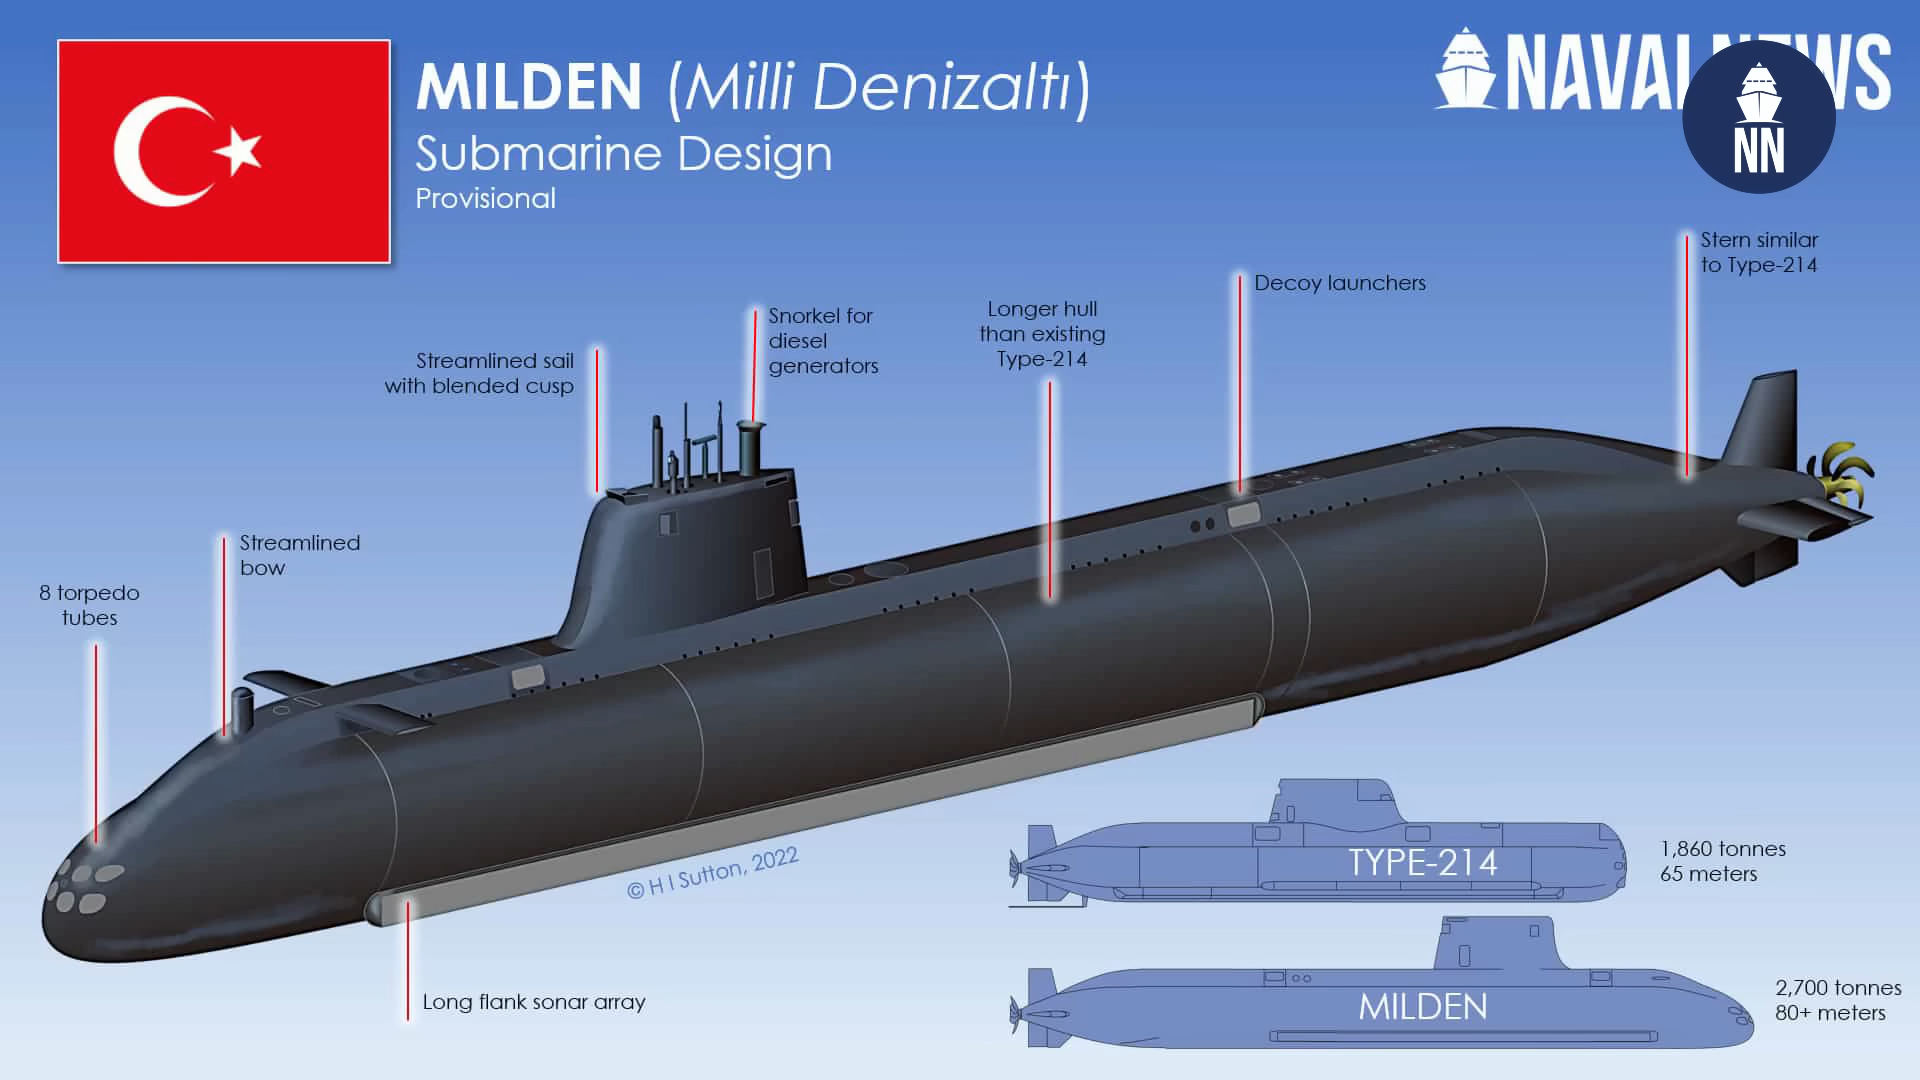 MILDEN (Milli Denizaltı)
Submarine Design
Provisional
NAVAL NEWS
NN
Stern similar
to Type-214
Decoy launchers
Longer hull
than existing
Type-214
Snorkel for
diesel
generators
Streamlined sail
with blended cusp
Streamlined
bow
8 torpedo
tubes
Long flank sonar array
© H I Sutton, 2022
TYPE-214
1,860 tonnes
65 meters
MILDEN
2,700 tonnes
80+ meters